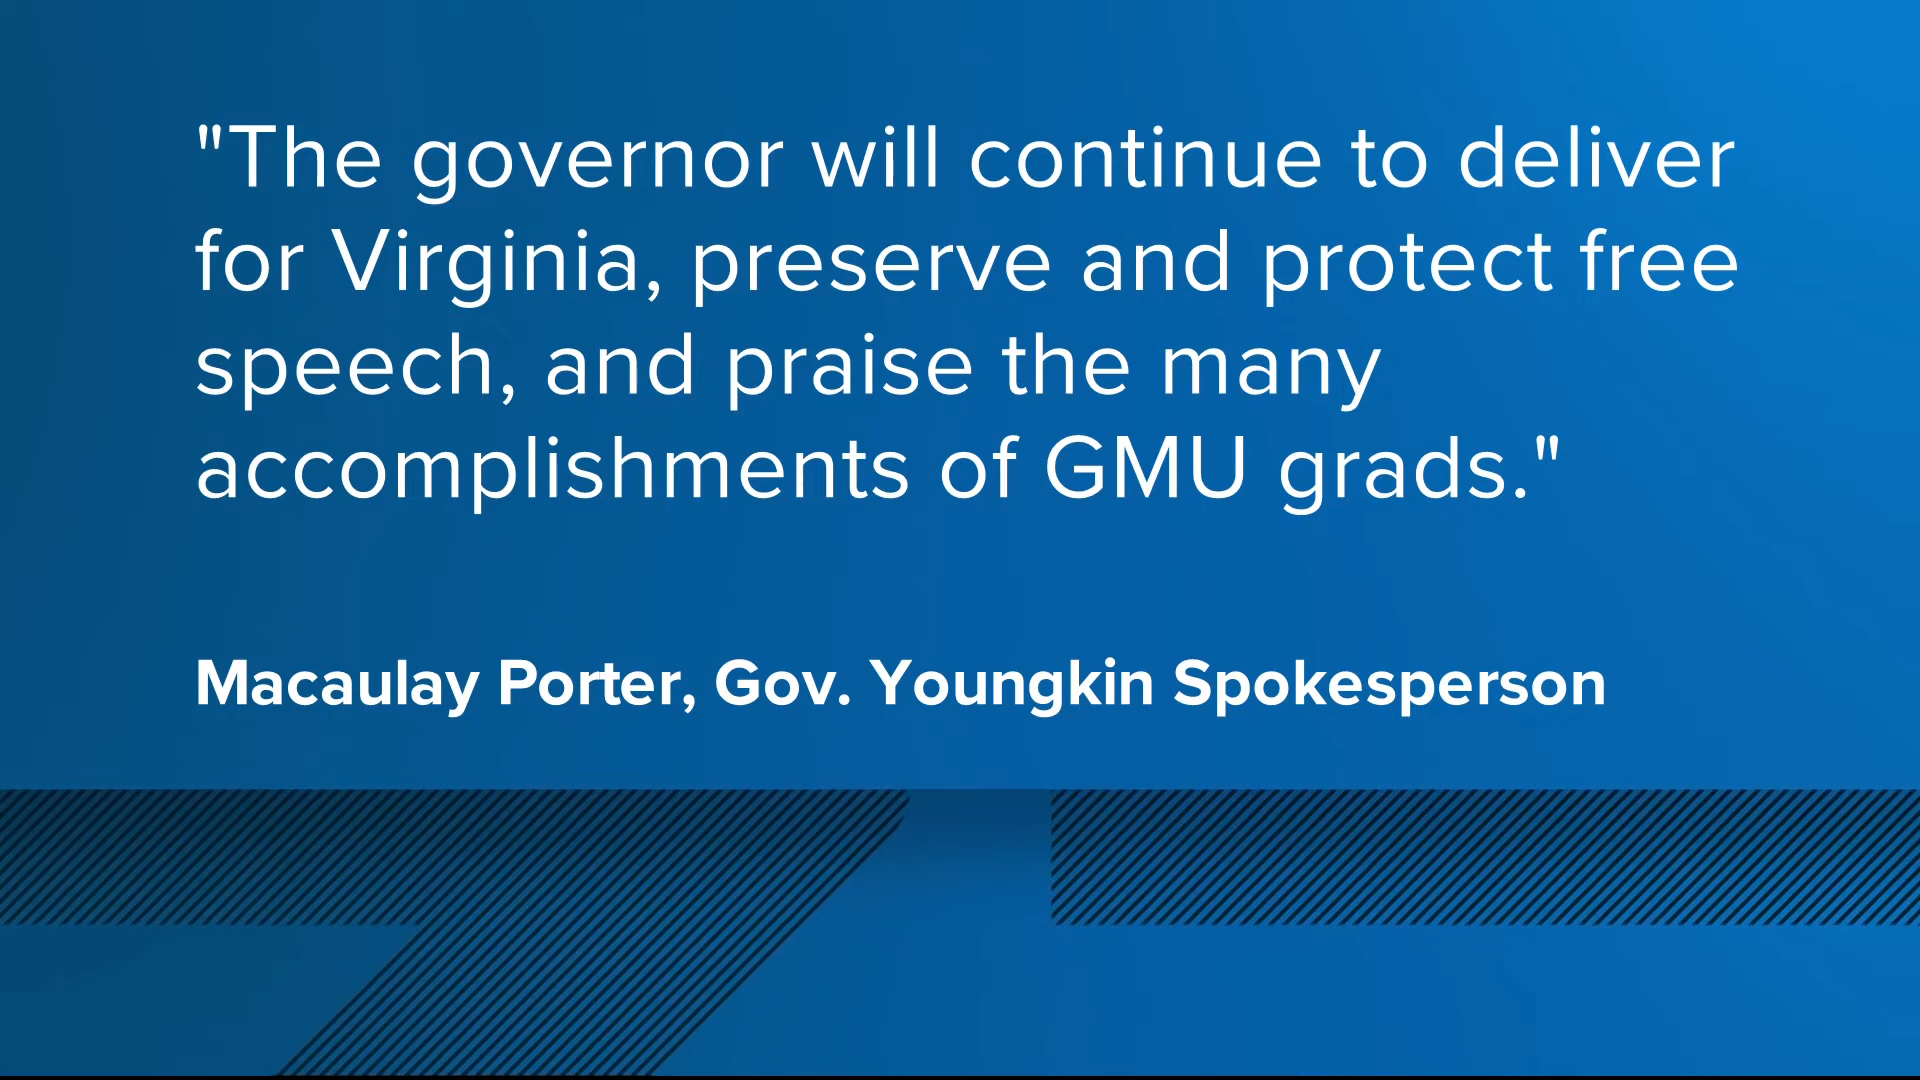 "The governor will continue to deliver
for Virginia, preserve and protect free
speech, and praise the many
accomplishments of GMU grads."
Macaulay Porter, Gov. Youngkin Spokesperson